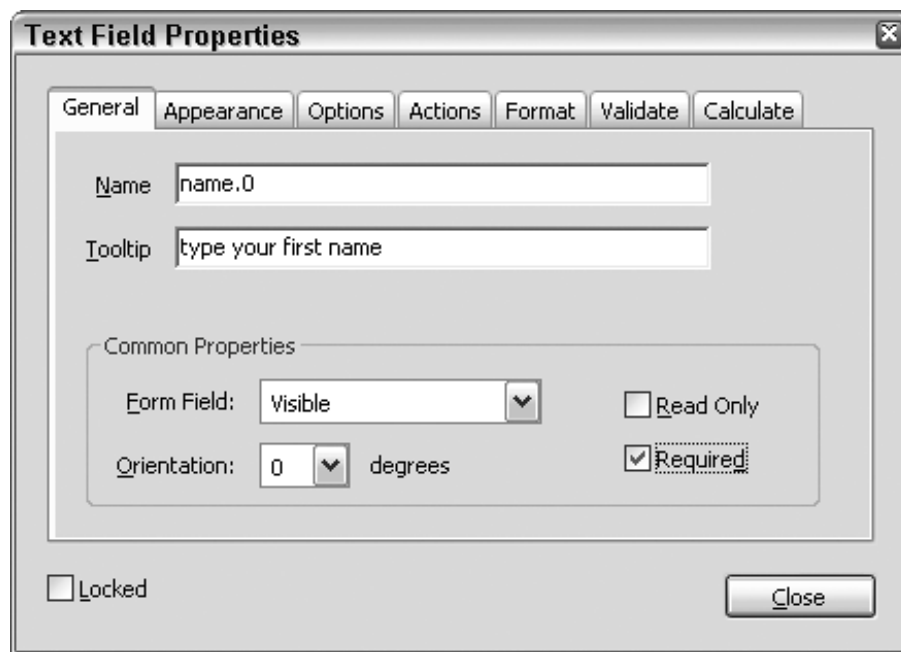 Text Field Properties
General Appearance Options Actions Format Validate Calculate
Name name.0
Tooltip type your first name
Common Properties
Form Field: Visible Read Only
Orientation: 0 degrees Required
Locked Close